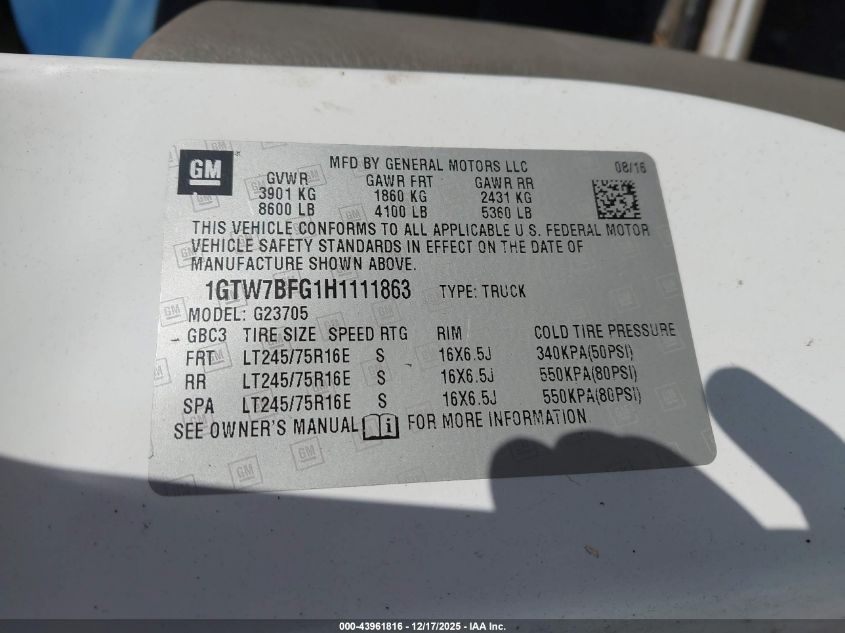 GM
MFD BY GENERAL MOTORS LLC 08/16
GVWR GAWR FRT GAWR RR
3901 KG 1860 KG 2431 KG
8600 LB 4100 LB 5360 LB
THIS VEHICLE CONFORMS TO ALL APPLICABLE U.S. FEDERAL MOTOR
VEHICLE SAFETY STANDARDS IN EFFECT ON THE DATE OF
MANUFACTURE SHOWN ABOVE.
1GTW7BFG1H1111863 TYPE: TRUCK
MODEL: G23705
GBC3 TIRE SIZE SPEED RTG RIM COLD TIRE PRESSURE
FRT LT245/75R16E S 16X6.5J 340KPA(50PSI)
RR LT245/75R16E S 16X6.5J 550KPA(80PSI)
SPA LT245/75R16E S 16X6.5J 550KPA(80PSI)
SEE OWNER'S MANUAL FOR MORE INFORMATION
000-43961816 - 12/17/2025 - IAA Inc.